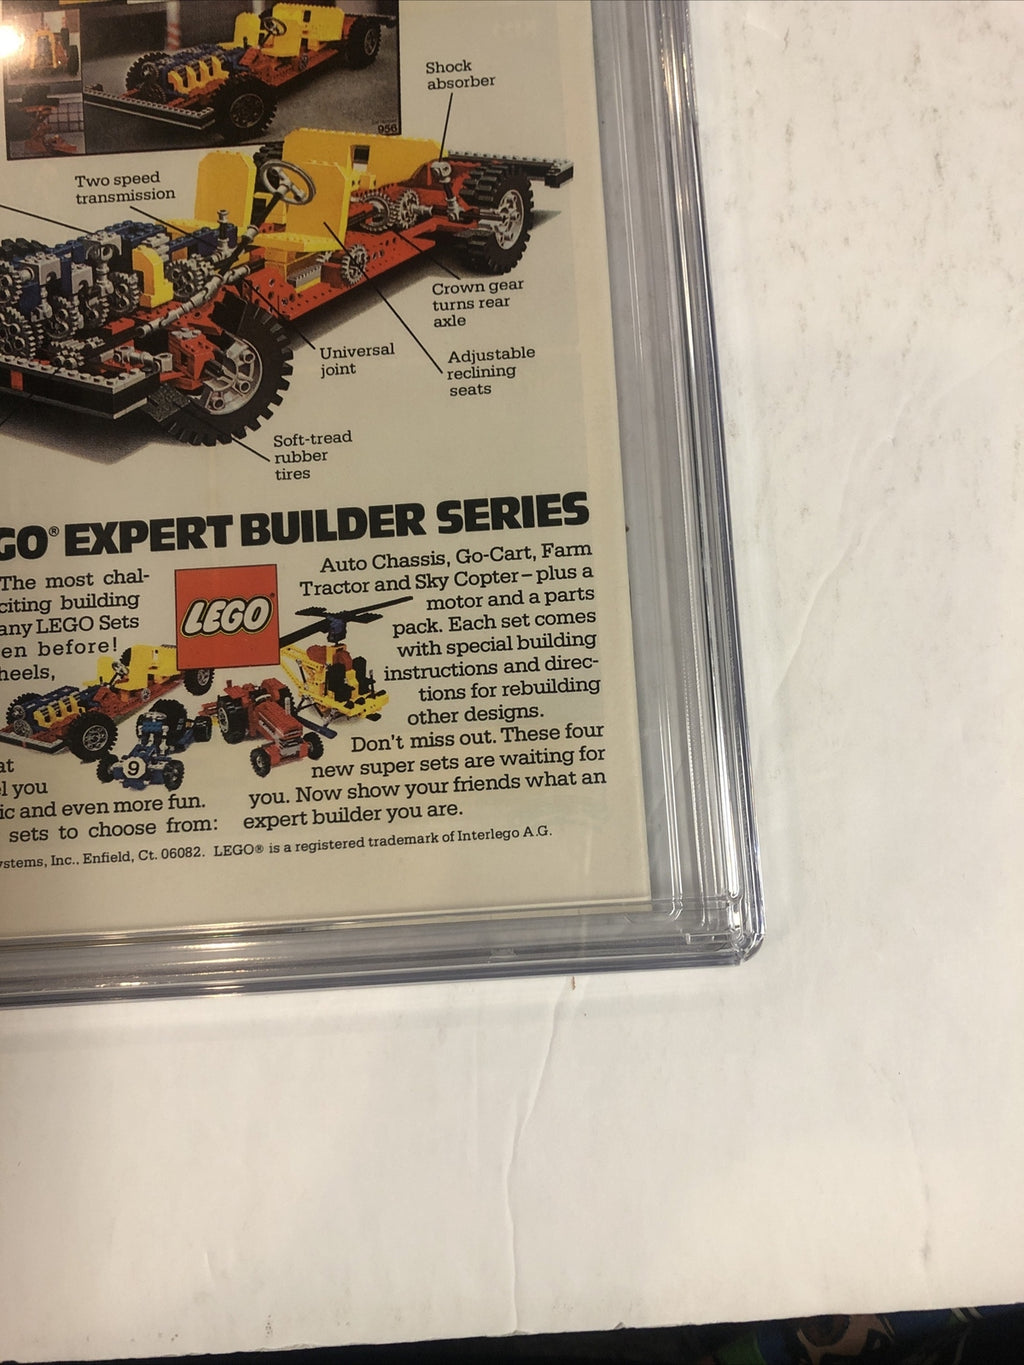 956
Shock
absorber
Two speed
transmission
Crown gear
turns rear
axle
Universal
joint
Adjustable
reclining
seats
Soft-tread
rubber
tires
GO® EXPERT BUILDER SERIES
The most chal-
citing building
any LEGO Sets
en before!
heels,
at
el you
ic and even more fun.
sets to choose from:
LEGO®
9
Auto Chassis, Go-Cart, Farm
Tractor and Sky Copter – plus a
motor and a parts
pack. Each set comes
with special building
instructions and direc-
tions for rebuilding
other designs.
Don't miss out. These four
new super sets are waiting for
you. Now show your friends what an
expert builder you are.
ystems, Inc., Enfield, Ct. 06082. LEGO® is a registered trademark of Interlego A.G.